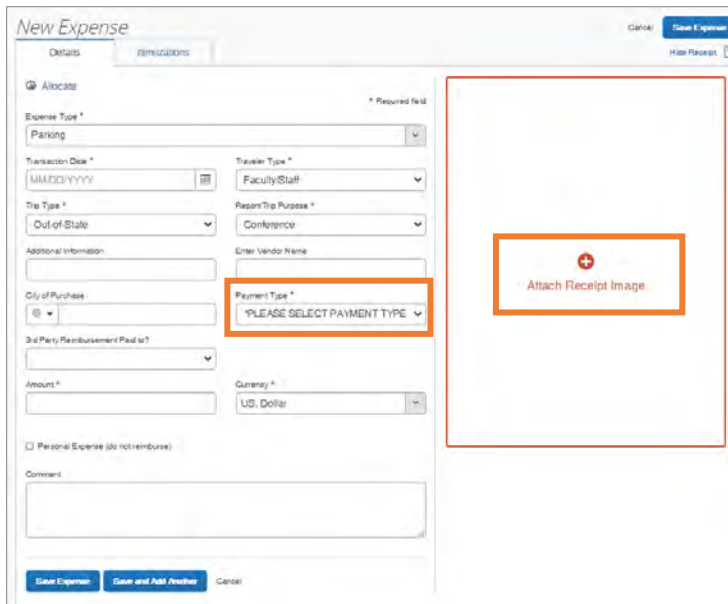 New Expense
Cancel
Save Expense
Details
Itemizations
Hide Receipt
Allocate
* Required field
Expense Type *
Parking
Transaction Date *
Traveler Type *
MM/DD/YYYY
Faculty/Staff
Trip Type *
Report/Trip Purpose *
Out-of-State
Conference
Additional Information
Enter Vendor Name
City of Purchase
Payment Type *
*PLEASE SELECT PAYMENT TYPE
3rd Party Reimbursement Paid to?
Amount *
Currency *
US, Dollar
Personal Expense (do not reimburse)
Comment
Save Expense
Save and Add Another
Cancel
Attach Receipt Image